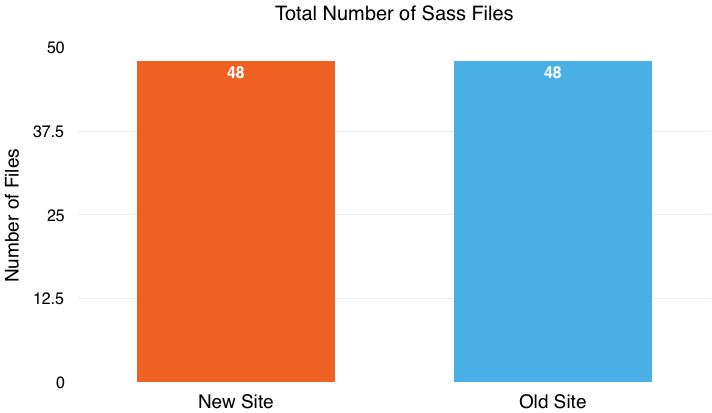 Total Number of Sass Files
50
37.5
25
12.5
0
Number of Files
48
48
New Site
Old Site